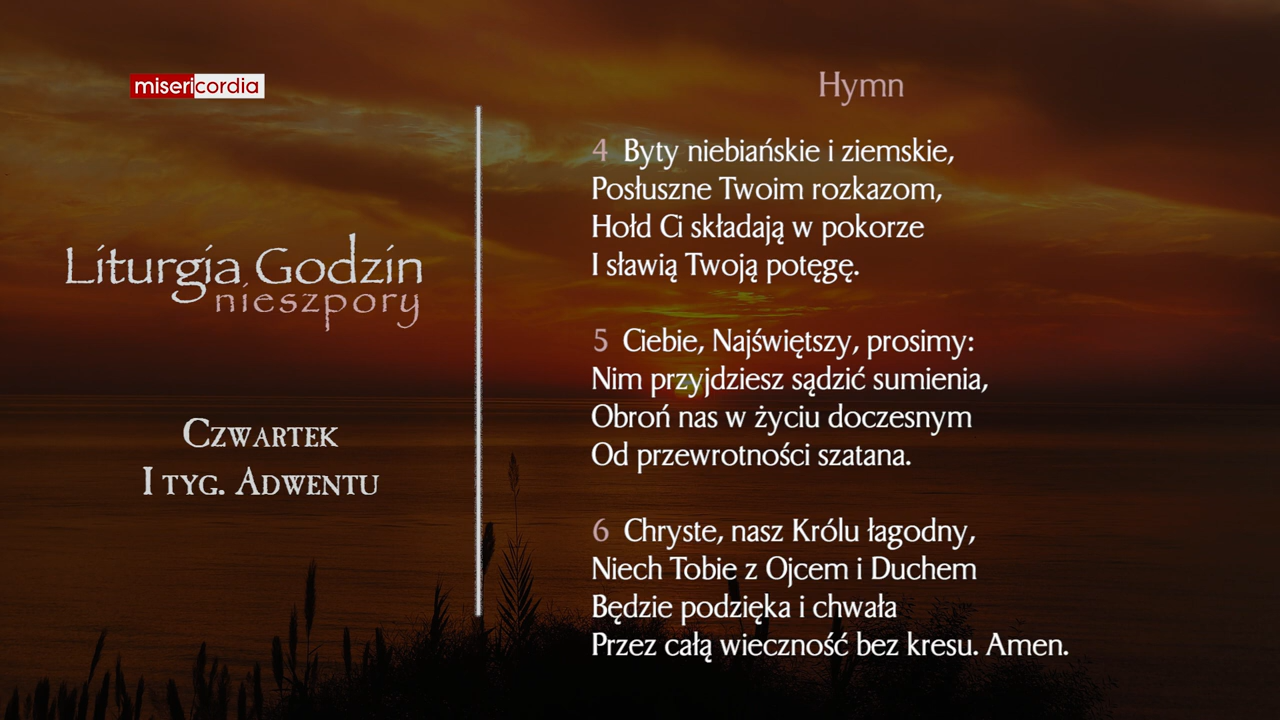 misericordia
Liturgia Godzin
nieszpory
Czwartek
I tyg. Adwentu
Hymn
4 Byty niebiańskie i ziemskie,
Posłuszne Twoim rozkazom,
Hołd Ci składają w pokorze
I sławią Twoją potęgę.
5 Ciebie, Najświętszy, prosimy:
Nim przyjdziesz sądzić sumienia,
Obroń nas w życiu doczesnym
Od przewrotności szatana.
6 Chryste, nasz Królu łagodny,
Niech Tobie z Ojcem i Duchem
Będzie podzięka i chwała
Przez całą wieczność bez kresu. Amen.